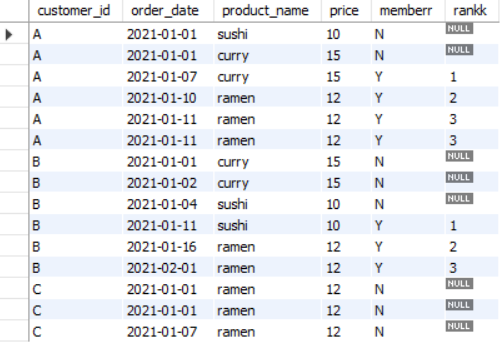 customer_id order_date product_name price memberr rankk
A 2021-01-01 sushi 10 N NULL
A 2021-01-01 curry 15 N NULL
A 2021-01-07 curry 15 Y 1
A 2021-01-10 ramen 12 Y 2
A 2021-01-11 ramen 12 Y 3
A 2021-01-11 ramen 12 Y 3
B 2021-01-01 curry 15 N NULL
B 2021-01-02 curry 15 N NULL
B 2021-01-04 sushi 10 N NULL
B 2021-01-11 sushi 10 Y 1
B 2021-01-16 ramen 12 Y 2
B 2021-02-01 ramen 12 Y 3
C 2021-01-01 ramen 12 N NULL
C 2021-01-01 ramen 12 N NULL
C 2021-01-07 ramen 12 N NULL